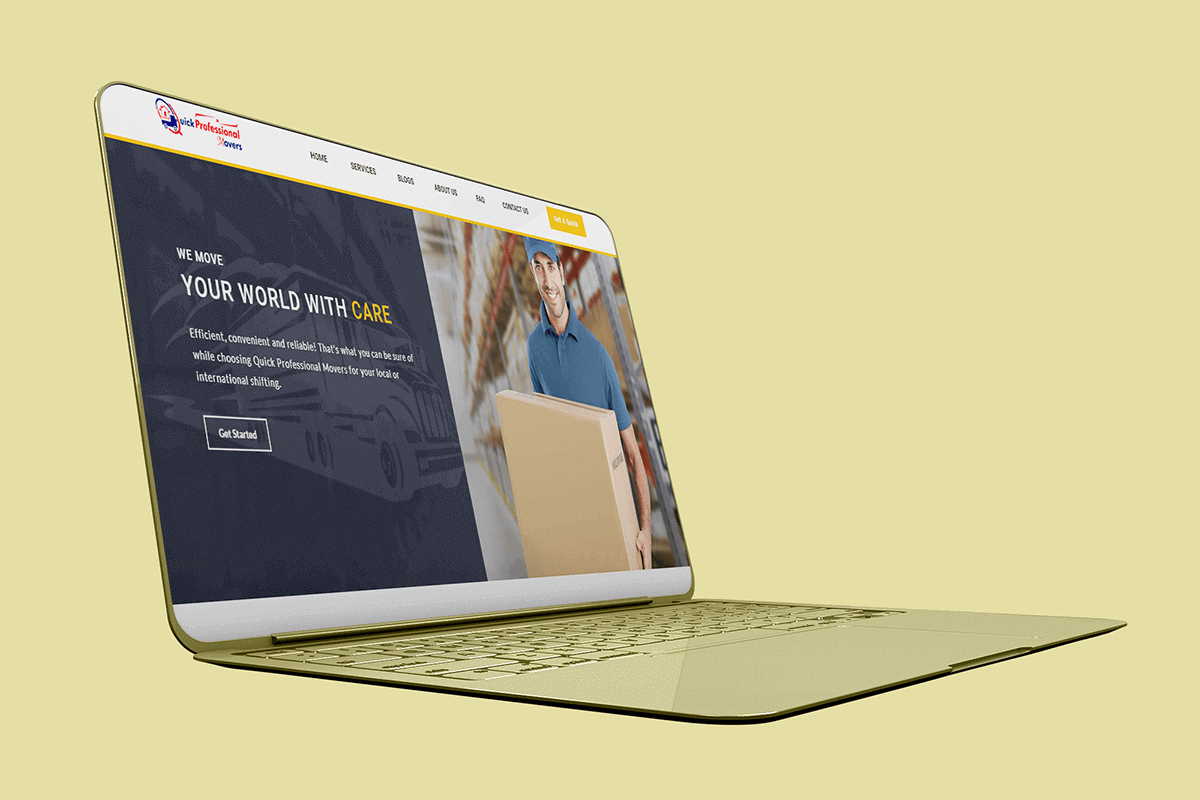 Quick Professional
Movers
HOME SERVICES BLOGS ABOUT US FAQ CONTACT US Get A Quote
WE MOVE
YOUR WORLD WITH CARE
Efficient, convenient and reliable! That's what you can be sure of
while choosing Quick Professional Movers for your local or
international shifting.
Get Started